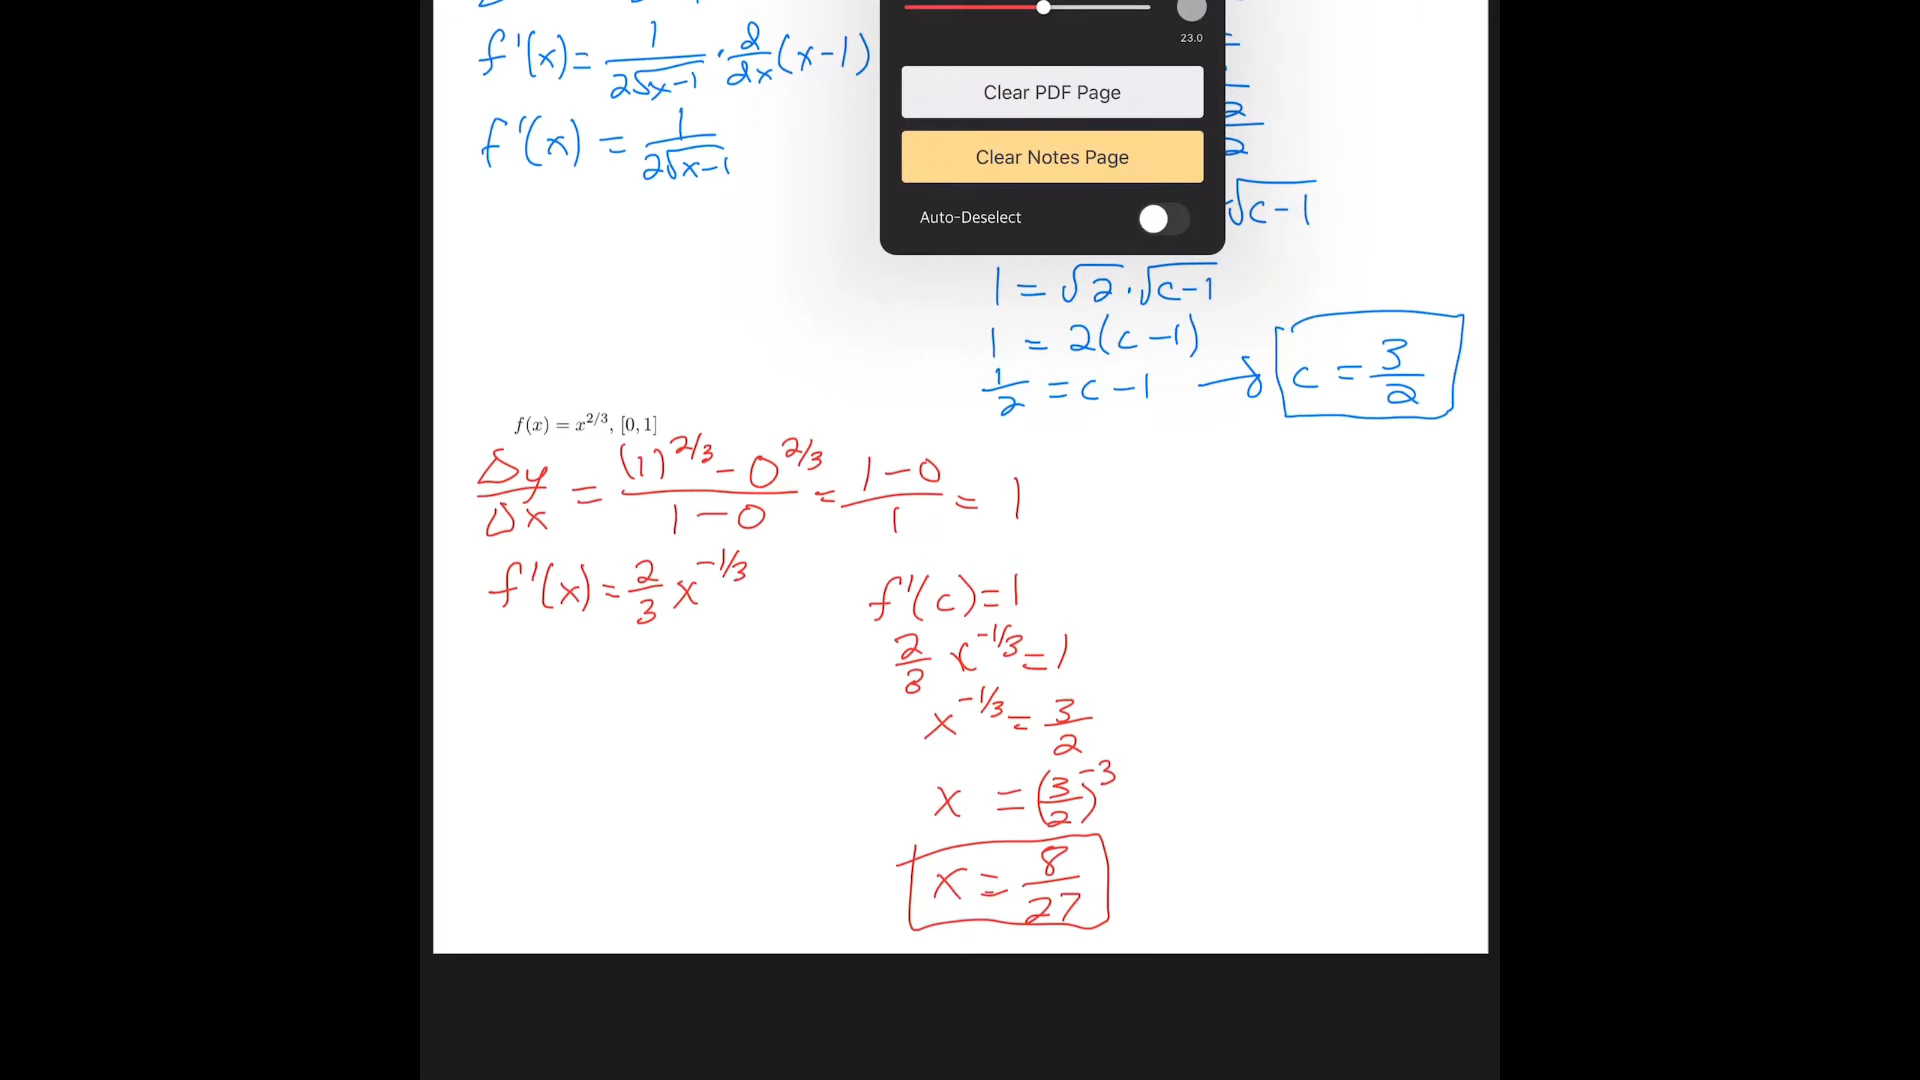 f'(x) = 1/(2√x-1) · d/dx (x-1)
f'(x) = 1/(2√x-1)
23.0
Clear PDF Page
Clear Notes Page
Auto-Deselect
√c-1
1 = √2 · √c-1
1 = 2(c-1)
1/2 = c-1 → c = 3/2
f(x) = x^{2/3}, [0, 1]
Δy/Δx = ((1)^{2/3} - 0^{2/3})/(1-0) = (1-0)/1 = 1
f'(x) = 2/3 x^{-1/3}
f'(c) = 1
2/3 x^{-1/3} = 1
x^{-1/3} = 3/2
x = (3/2)^{-3}
x = 8/27